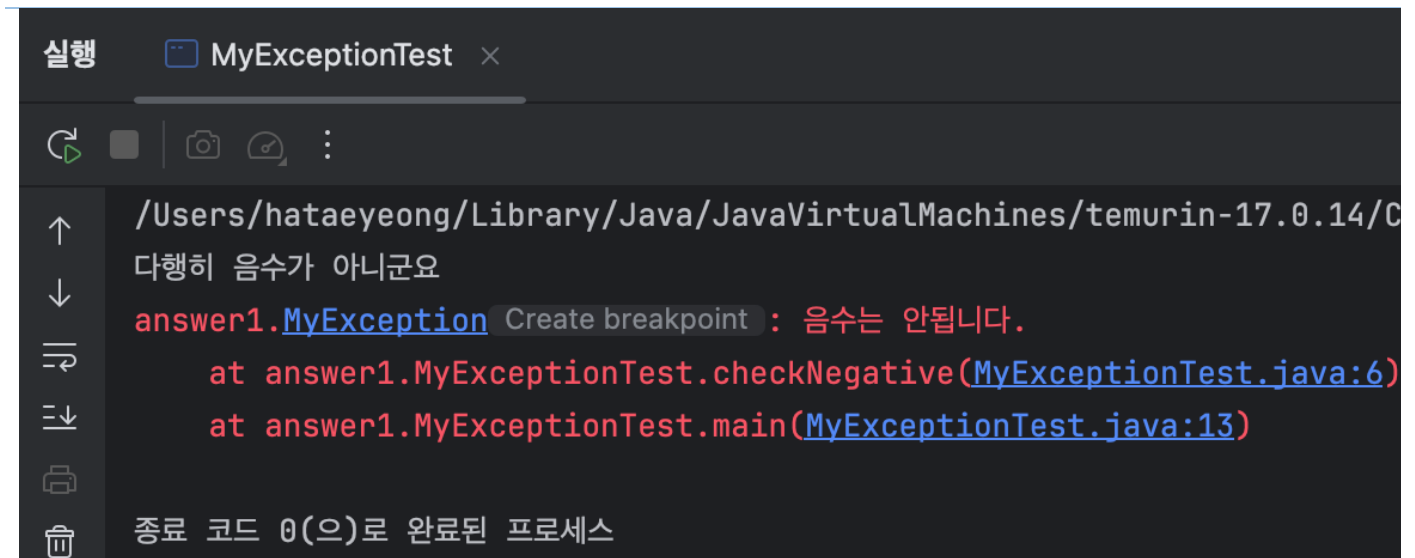 실행 MyExceptionTest
/Users/hataeyeong/Library/Java/JavaVirtualMachines/temurin-17.0.14/C
다행히 음수가 아니군요
answer1.MyException Create breakpoint : 음수는 안됩니다.
at answer1.MyExceptionTest.checkNegative(MyExceptionTest.java:6)
at answer1.MyExceptionTest.main(MyExceptionTest.java:13)
종료 코드 0(으)로 완료된 프로세스